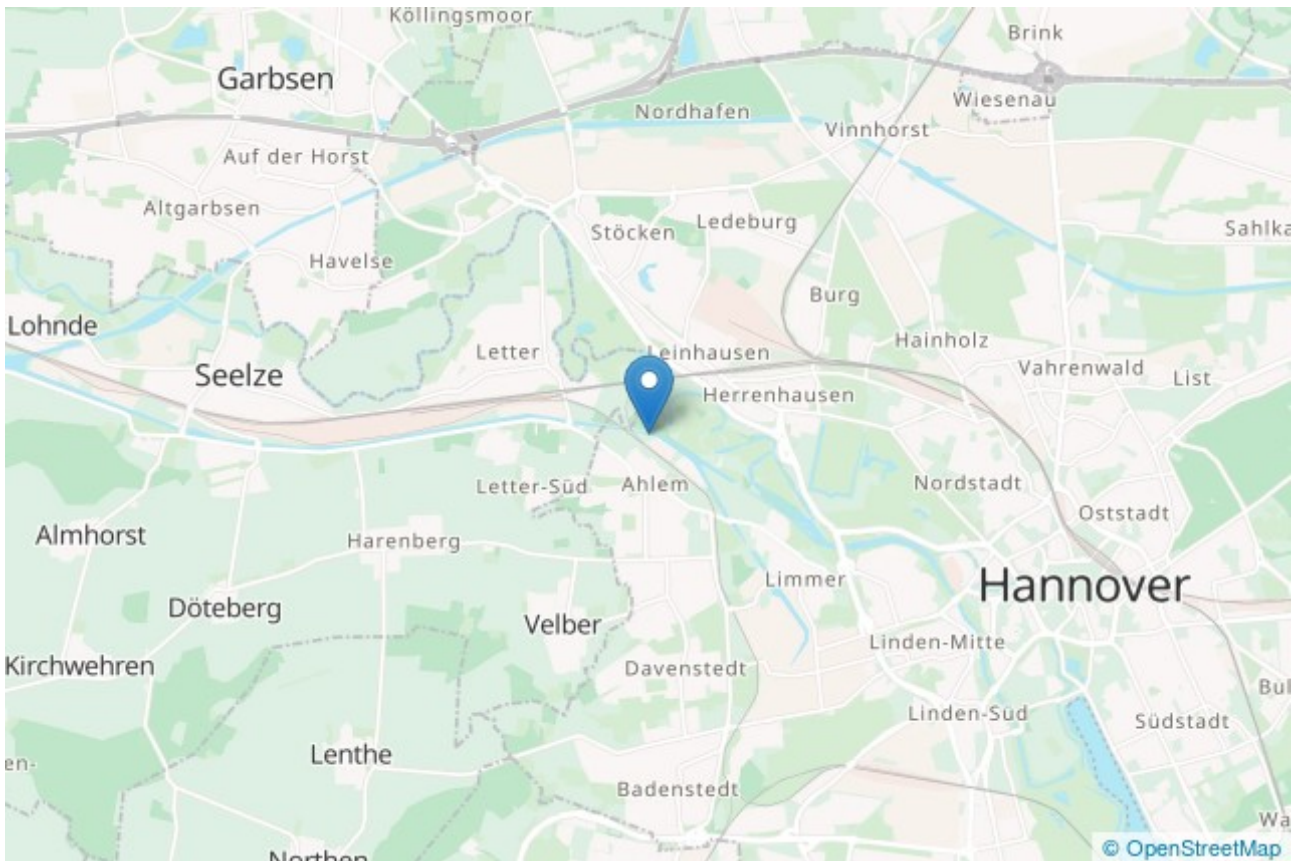 Köllingsmoor
Brink
Garbsen
Wiesenau
Nordhafen
Vinnhorst
Auf der Horst
Altgarbsen
Ledeburg
Stöcken
Sahlka
Havelse
Burg
Lohnde
Hainholz
Letter
Leinhausen
Vahrenwald
Seelze
List
Herrenhausen
Letter-Süd
Ahlem
Nordstadt
Oststadt
Almhorst
Harenberg
Limmer
Hannover
Döteberg
Velber
Linden-Mitte
Kirchwehren
Davenstedt
Bul
Linden-Süd
Südstadt
Lenthe
en-
Badenstedt
Wa
© OpenStreetMap
Northen